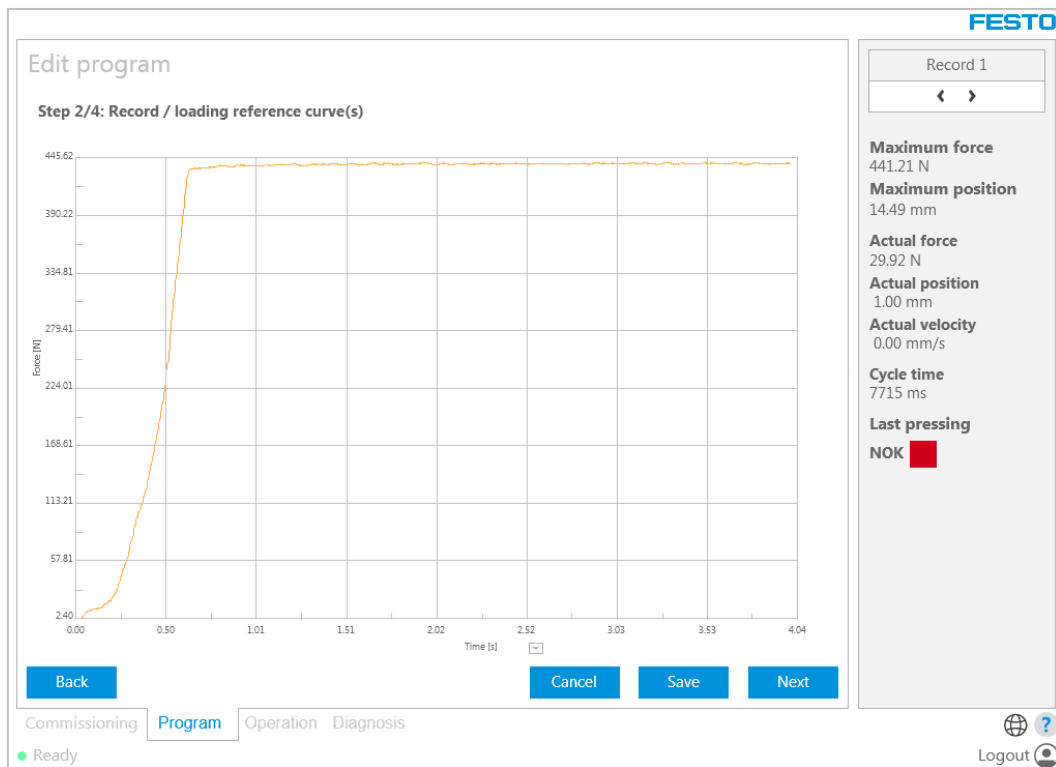 FESTO
Edit program
Step 2/4: Record / loading reference curve(s)
445.62
390.22
334.81
279.41
224.01
168.61
113.21
57.81
2.40
Force [N]
0.00 0.50 1.01 1.51 2.02 2.52 3.03 3.53 4.04
Time [s]
Back Cancel Save Next
Record 1
Maximum force
441.21 N
Maximum position
14.49 mm
Actual force
29.92 N
Actual position
1.00 mm
Actual velocity
0.00 mm/s
Cycle time
7715 ms
Last pressing
NOK
Commissioning Program Operation Diagnosis
?
Ready
Logout